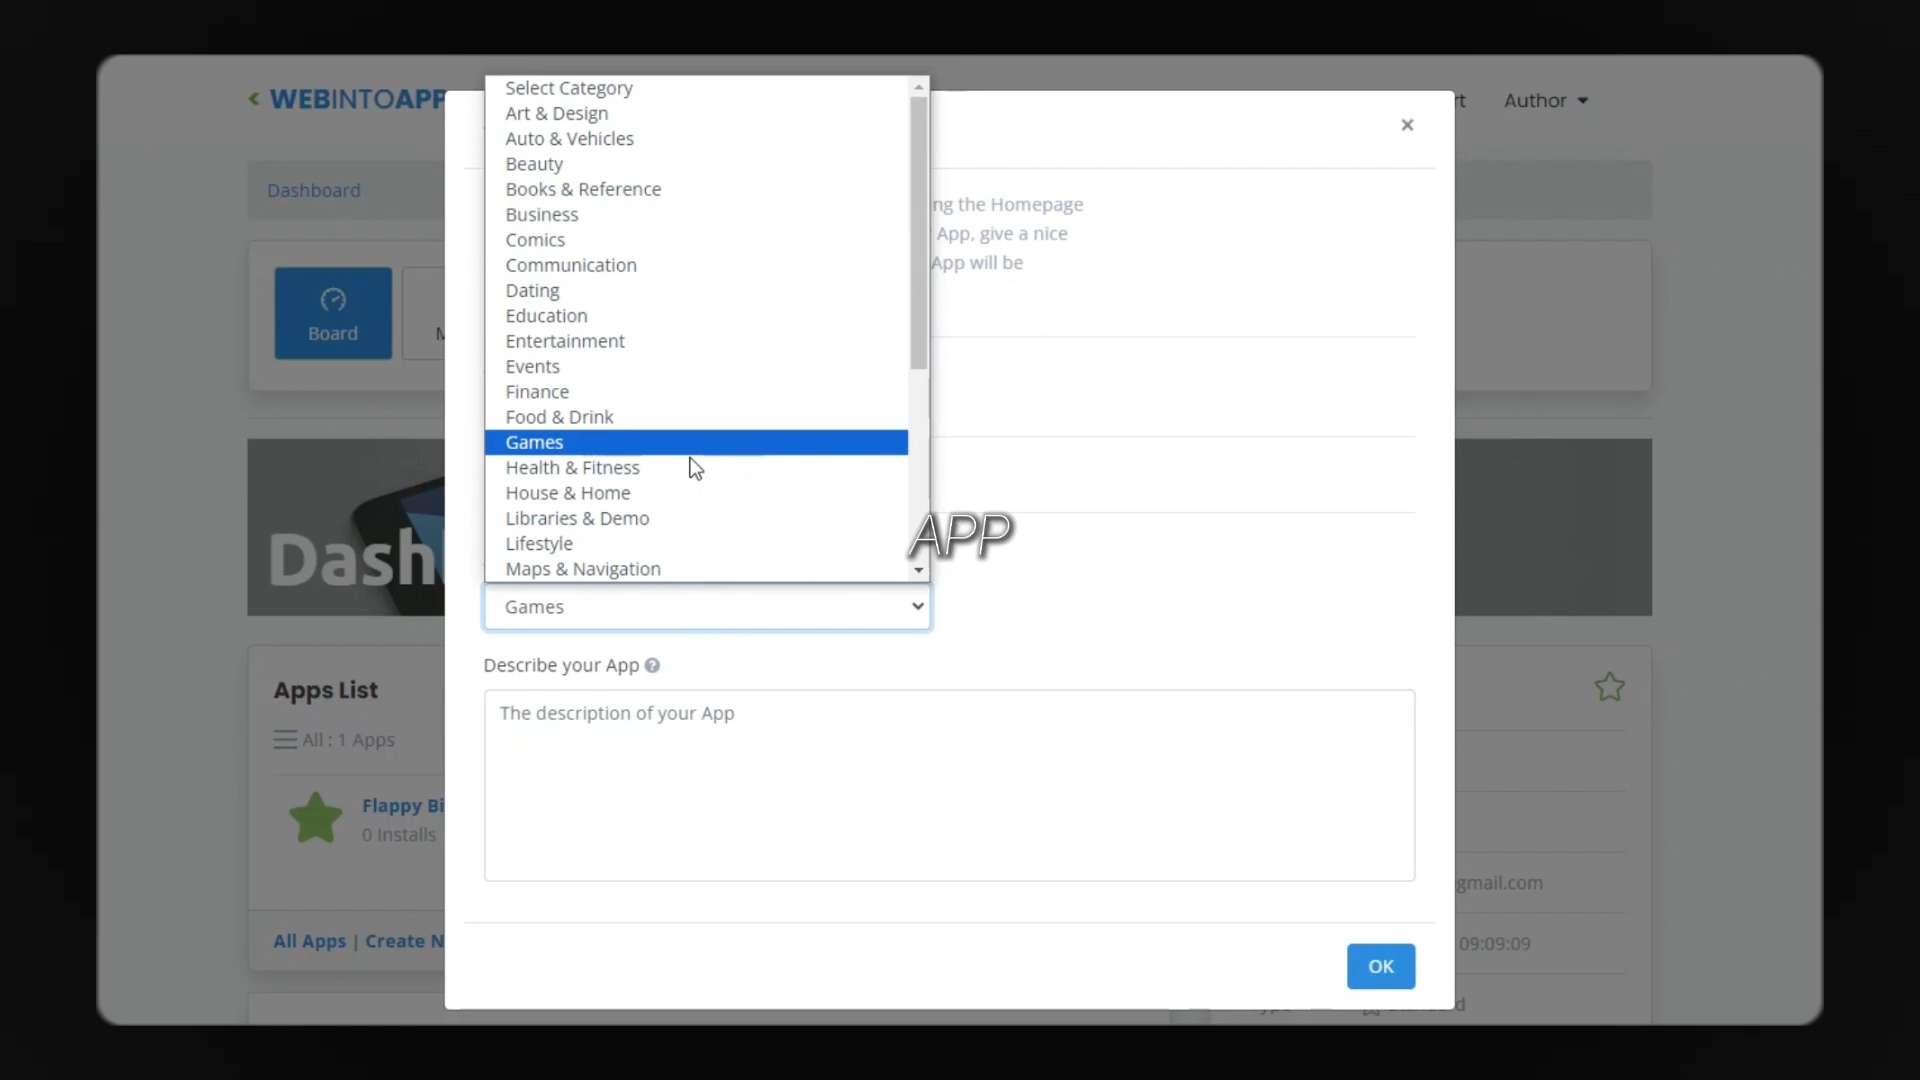 WEBINTOAPP
rt
Author
Dashboard
Board
Select Category
Art & Design
Auto & Vehicles
Beauty
Books & Reference
Business
Comics
Communication
Dating
Education
Entertainment
Events
Finance
Food & Drink
Games
Health & Fitness
House & Home
Libraries & Demo
Lifestyle
Maps & Navigation
ng the Homepage
App, give a nice
App will be
APP
Dash
Games
Describe your App
The description of your App
Apps List
All : 1 Apps
Flappy Bi
0 Installs
All Apps | Create N
gmail.com
09:09:09
OK